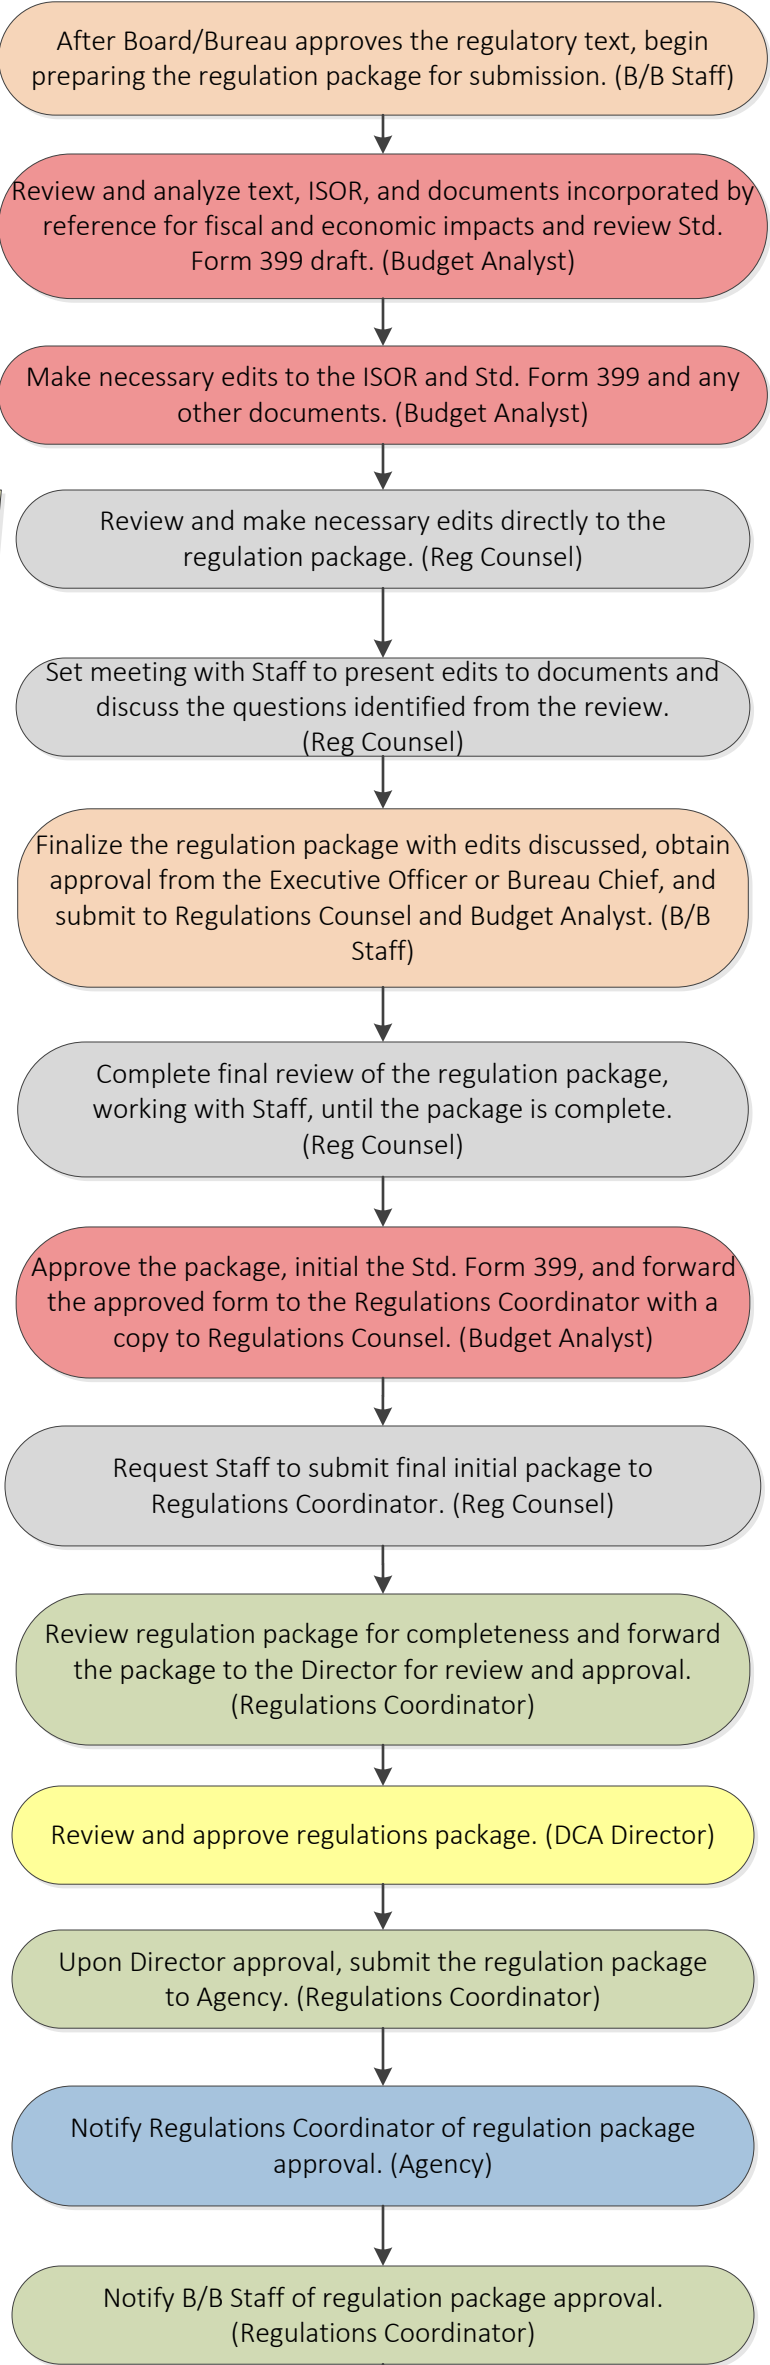 After Board/Bureau approves the regulatory text, begin
preparing the regulation package for submission. (B/B Staff)
Review and analyze text, ISOR, and documents incorporated by
reference for fiscal and economic impacts and review Std.
Form 399 draft. (Budget Analyst)
Make necessary edits to the ISOR and Std. Form 399 and any
other documents. (Budget Analyst)
Review and make necessary edits directly to the
regulation package. (Reg Counsel)
Set meeting with Staff to present edits to documents and
discuss the questions identified from the review.
(Reg Counsel)
Finalize the regulation package with edits discussed, obtain
approval from the Executive Officer or Bureau Chief, and
submit to Regulations Counsel and Budget Analyst. (B/B
Staff)
Complete final review of the regulation package,
working with Staff, until the package is complete.
(Reg Counsel)
Approve the package, initial the Std. Form 399, and forward
the approved form to the Regulations Coordinator with a
copy to Regulations Counsel. (Budget Analyst)
Request Staff to submit final initial package to
Regulations Coordinator. (Reg Counsel)
Review regulation package for completeness and forward
the package to the Director for review and approval.
(Regulations Coordinator)
Review and approve regulations package. (DCA Director)
Upon Director approval, submit the regulation package
to Agency. (Regulations Coordinator)
Notify Regulations Coordinator of regulation package
approval. (Agency)
Notify B/B Staff of regulation package approval.
(Regulations Coordinator)